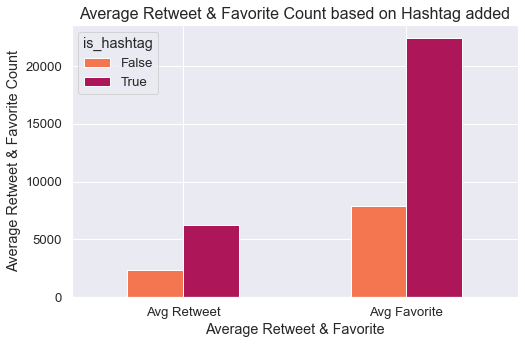 Average Retweet & Favorite Count based on Hashtag added
is_hashtag
False
True
Average Retweet & Favorite Count
20000
15000
10000
5000
0
Avg Retweet
Avg Favorite
Average Retweet & Favorite